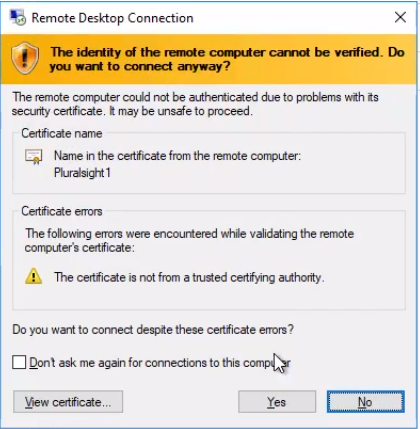 Remote Desktop Connection
The identity of the remote computer cannot be verified. Do
you want to connect anyway?
The remote computer could not be authenticated due to problems with its
security certificate. It may be unsafe to proceed.
Certificate name
Name in the certificate from the remote computer:
Pluralsight1
Certificate errors
The following errors were encountered while validating the remote
computer's certificate:
The certificate is not from a trusted certifying authority.
Do you want to connect despite these certificate errors?
Don't ask me again for connections to this computer
View certificate...
Yes
No